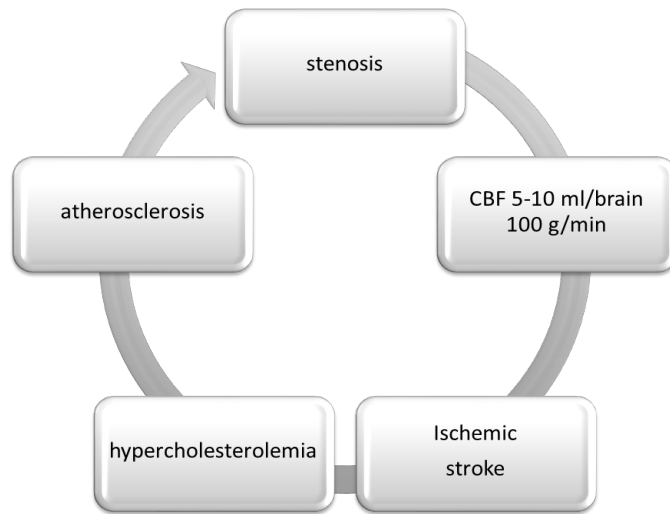 stenosis
CBF 5-10 ml/brain
100 g/min
Ischemic
stroke
hypercholesterolemia
atherosclerosis